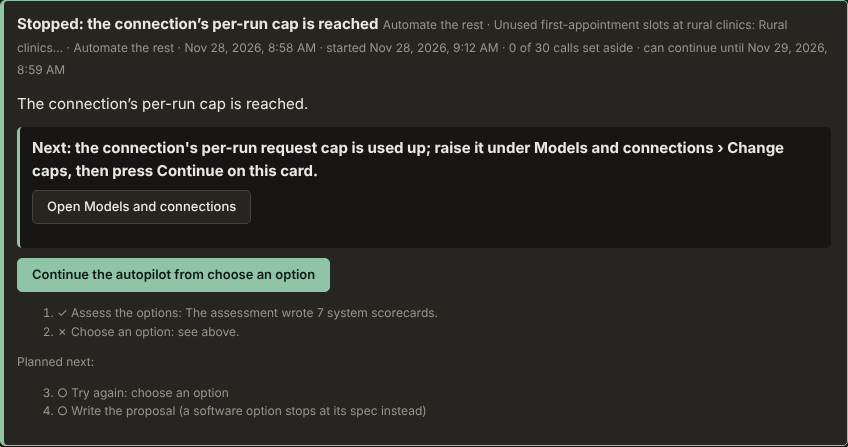 Stopped: the connection’s per-run cap is reached Automate the rest · Unused first-appointment slots at rural clinics: Rural
clinics… · Automate the rest · Nov 28, 2026, 8:58 AM · started Nov 28, 2026, 9:12 AM · 0 of 30 calls set aside · can continue until Nov 29, 2026,
8:59 AM
The connection’s per-run cap is reached.
Next: the connection's per-run request cap is used up; raise it under Models and connections › Change
caps, then press Continue on this card.
Open Models and connections
Continue the autopilot from choose an option
1. ✓ Assess the options: The assessment wrote 7 system scorecards.
2. × Choose an option: see above.
Planned next:
3. ○ Try again: choose an option
4. ○ Write the proposal (a software option stops at its spec instead)